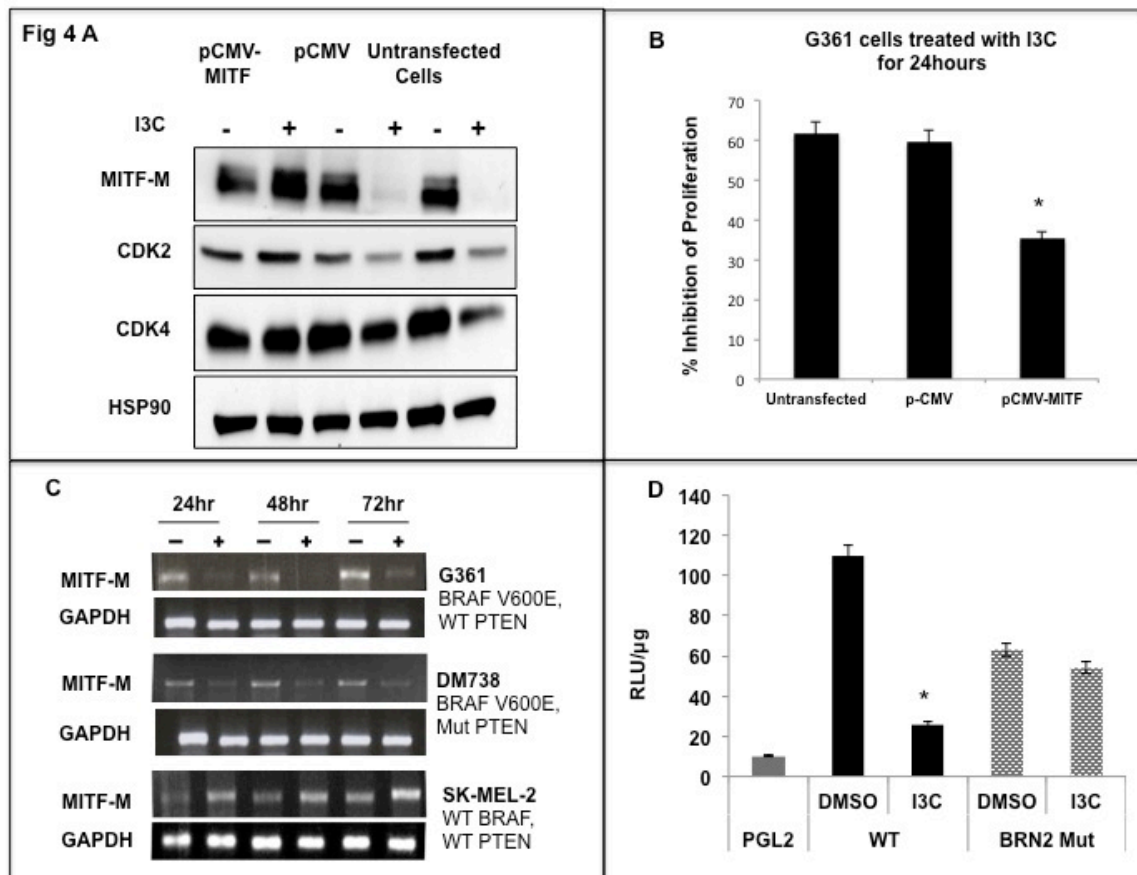 Fig 4 A
pCMV- pCMV Untransfected
MITF Cells
I3C - + - + - +
MITF-M
CDK2
CDK4
HSP90
B
G361 cells treated with I3C
for 24hours
% Inhibition of Proliferation
70
60
50
40
30
20
10
0
*
Untransfected p-CMV pCMV-MITF
C
24hr 48hr 72hr
– + – + – +
MITF-M
GAPDH
G361
BRAF V600E,
WT PTEN
MITF-M
GAPDH
DM738
BRAF V600E,
Mut PTEN
MITF-M
GAPDH
SK-MEL-2
WT BRAF,
WT PTEN
D
RLU/µg
140
120
100
80
60
40
20
0
*
DMSO I3C DMSO I3C
PGL2 WT BRN2 Mut